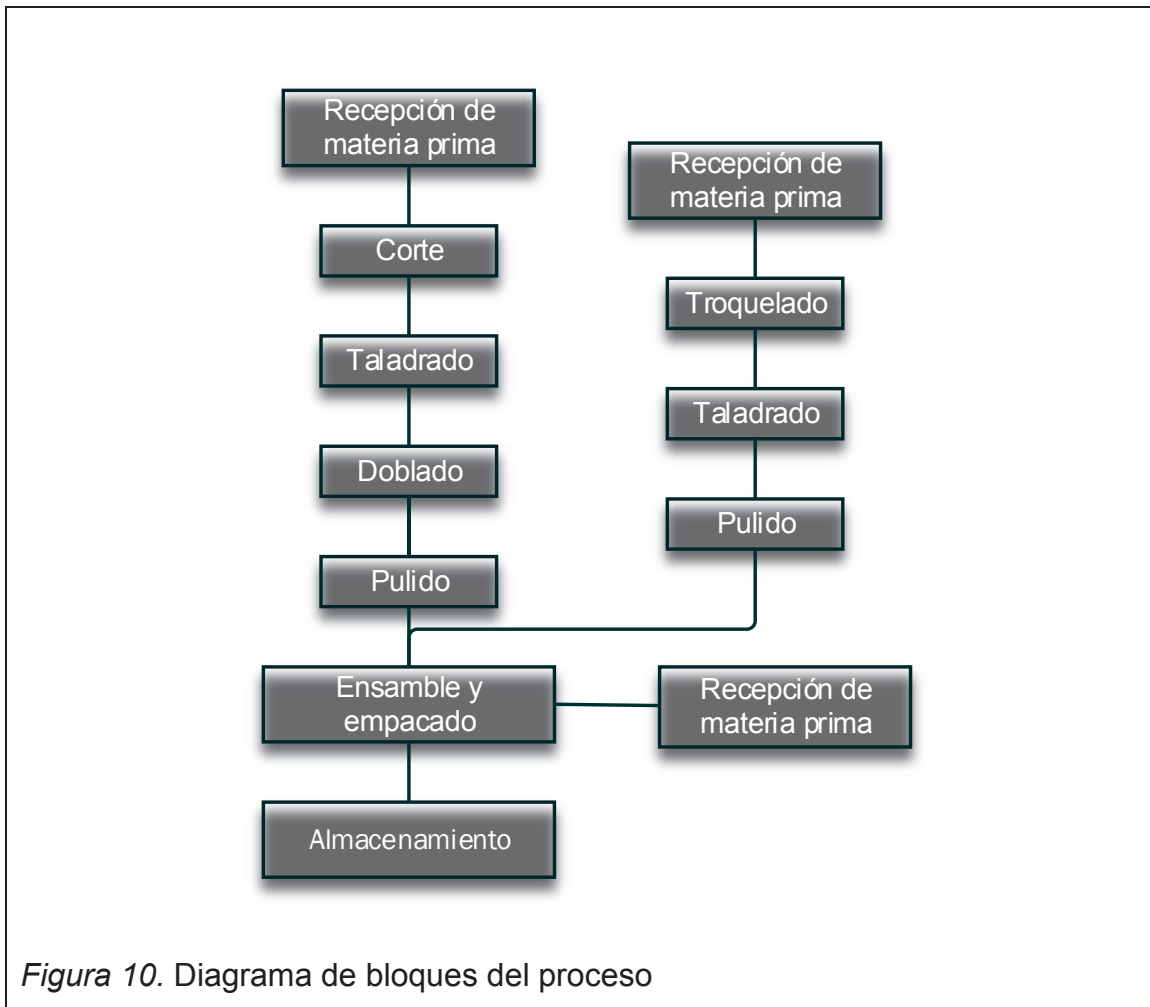 Recepción de
materia prima
Corte
Taladrado
Doblado
Pulido
Recepción de
materia prima
Troquelado
Taladrado
Pulido
Ensamble y
empacado
Recepción de
materia prima
Almacenamiento
Figura 10. Diagrama de bloques del proceso